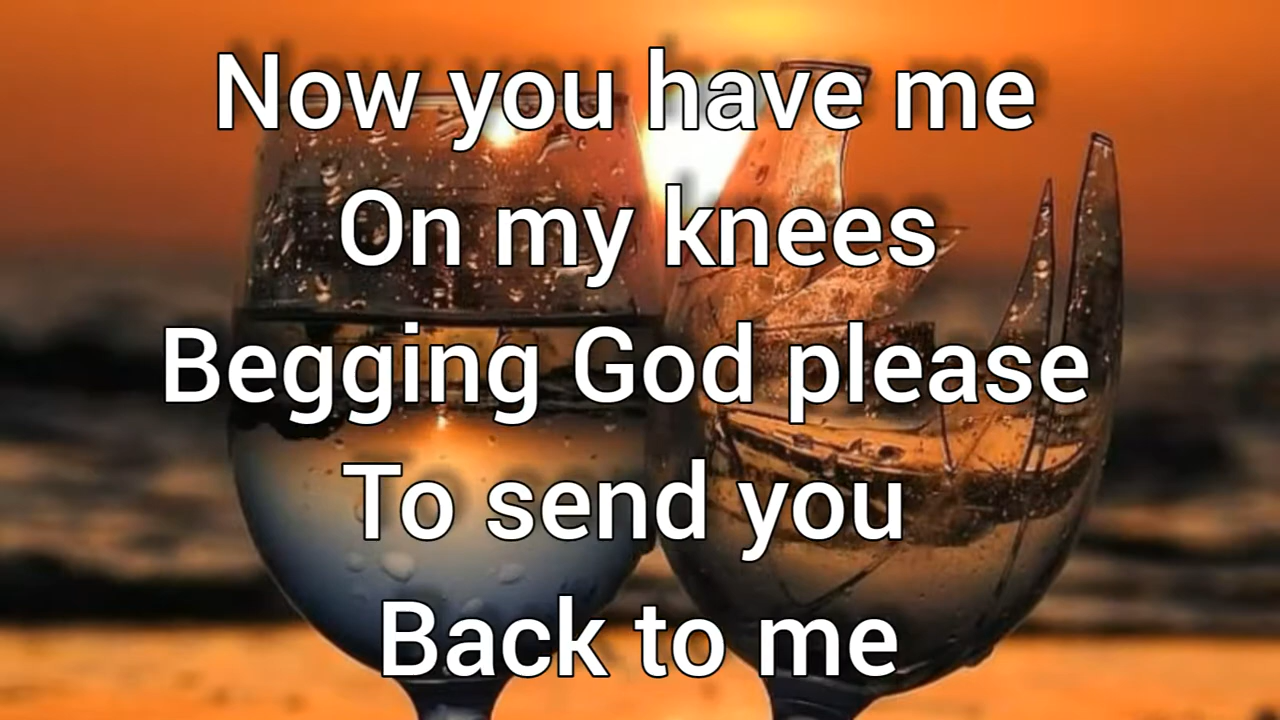 Now you have me
On my knees
Begging God please
To send you
Back to me